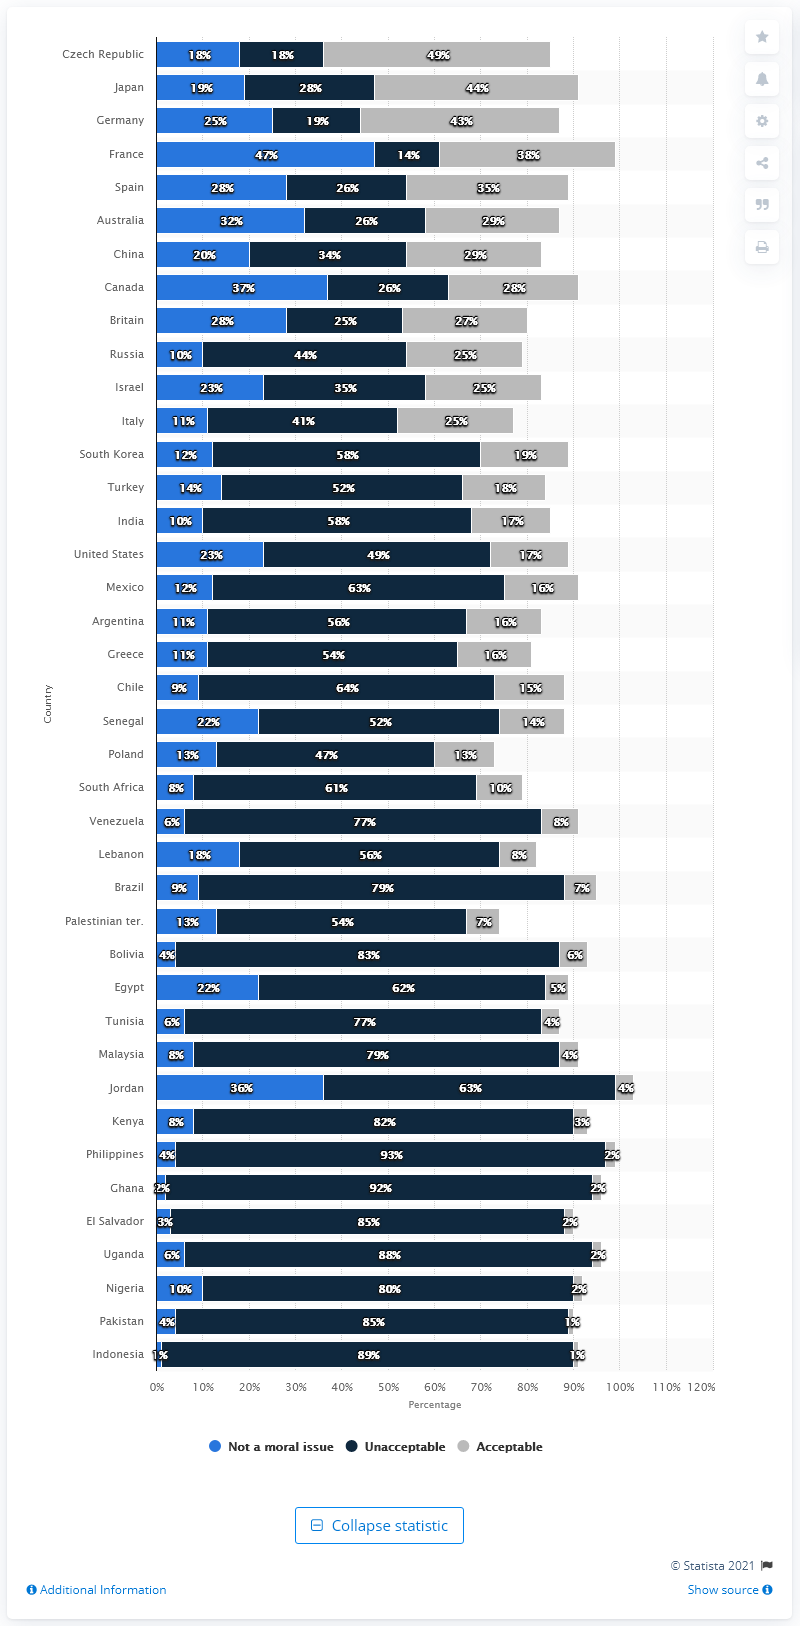 Czech Republic 18% 18% 49%
Japan 19% 28% 44%
Germany 25% 19% 43%
France 47% 14% 38%
Spain 28% 26% 35%
Australia 32% 26% 29%
China 20% 34% 29%
Canada 37% 26% 28%
Britain 28% 25% 27%
Russia 10% 44% 25%
Israel 23% 35% 25%
Italy 11% 41% 25%
South Korea 12% 58% 19%
Turkey 14% 52% 18%
India 10% 58% 17%
United States 23% 49% 17%
Mexico 12% 63% 16%
Argentina 11% 56% 16%
Greece 11% 54% 16%
Chile 9% 64% 15%
Country
Senegal 22% 52% 14%
Poland 13% 47% 13%
South Africa 8% 61% 10%
Venezuela 6% 77% 8%
Lebanon 18% 56% 8%
Brazil 9% 79% 7%
Palestinian ter. 13% 54% 7%
Bolivia 4% 83% 6%
Egypt 22% 62% 5%
Tunisia 6% 77% 4%
Malaysia 8% 79% 4%
Jordan 36% 63% 4%
Kenya 8% 82% 3%
Philippines 4% 93% 2%
Ghana 2% 92% 2%
El Salvador 3% 85% 2%
Uganda 6% 88% 2%
Nigeria 10% 80% 2%
Pakistan 4% 85% 1%
Indonesia 1% 89% 1%
0% 10% 20% 30% 40% 50% 60% 70% 80% 90% 100% 110% 120%
Percentage
Not a moral issue Unacceptable Acceptable
Collapse statistic
© Statista 2021
Additional Information Show source